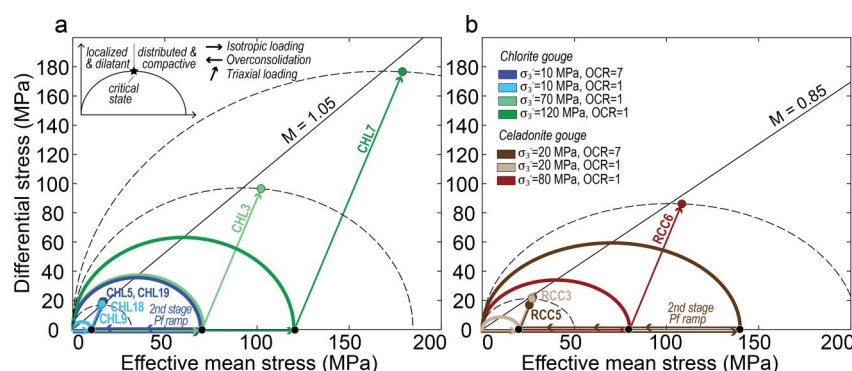 a
b
localized & dilatant
distributed & compactive
critical state
Isotropic loading
Overconsolidation
Triaxial loading
M = 1.05
CHL7
CHL3
CHL5, CHL19
CHL18
CHL9
2nd stage
Pf ramp
Differential stress (MPa)
180
160
140
120
100
80
60
40
20
0
0
50
100
150
200
Effective mean stress (MPa)
M = 0.85
Chlorite gouge
σ₃'=10 MPa, OCR=7
σ₃'=10 MPa, OCR=1
σ₃'=70 MPa, OCR=1
σ₃'=120 MPa, OCR=1
Celadonite gouge
σ₃'=20 MPa, OCR=7
σ₃'=20 MPa, OCR=1
σ₃'=80 MPa, OCR=1
RCC6
RCC3
RCC5
2nd stage
Pf ramp
180
160
140
120
100
80
60
40
20
0
0
50
100
150
200
Effective mean stress (MPa)